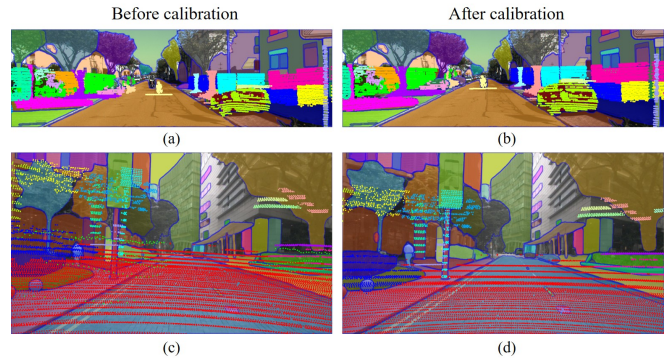 Before calibration
After calibration
(a)
(b)
(c)
(d)